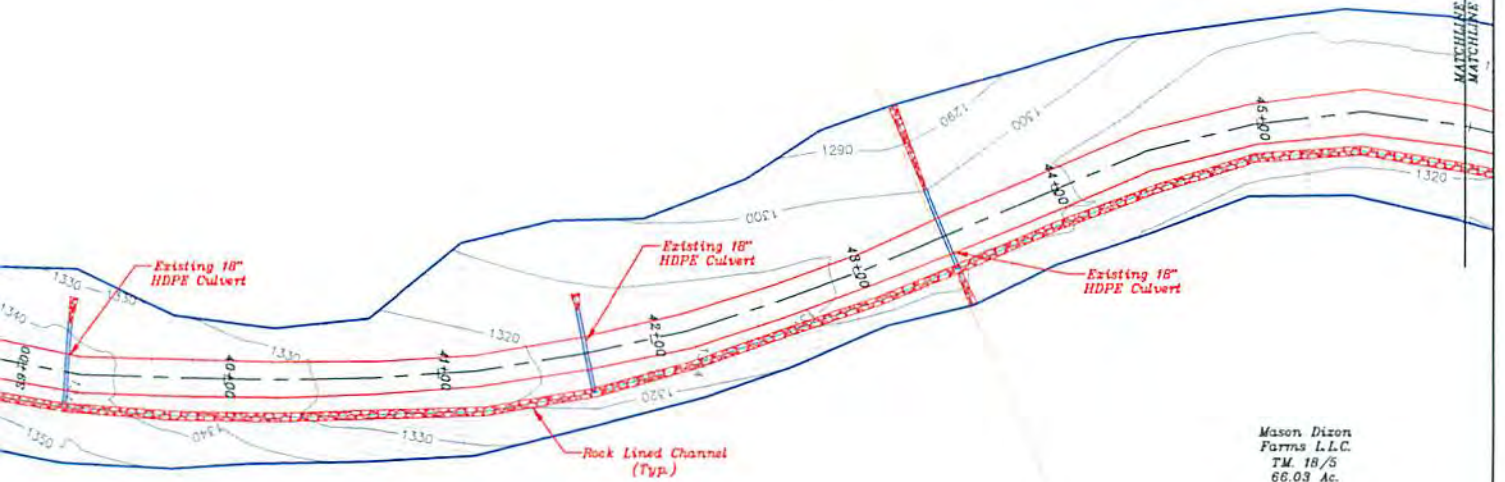 MATCHLINE
MATCHLINE
1290
1300
1290
45+00
1320
1300
44+00
Existing 18"
HDPE Culvert
Existing 18"
HDPE Culvert
43+00
Existing 18"
HDPE Culvert
1330
1330
1340
1320
42+00
1330
39+00
40+00
41+00
1320
1350
1340
1330
Rock Lined Channel
(Typ.)
Mason Dixon
Farms L.L.C.
TM. 18/5
66.03 Ac.